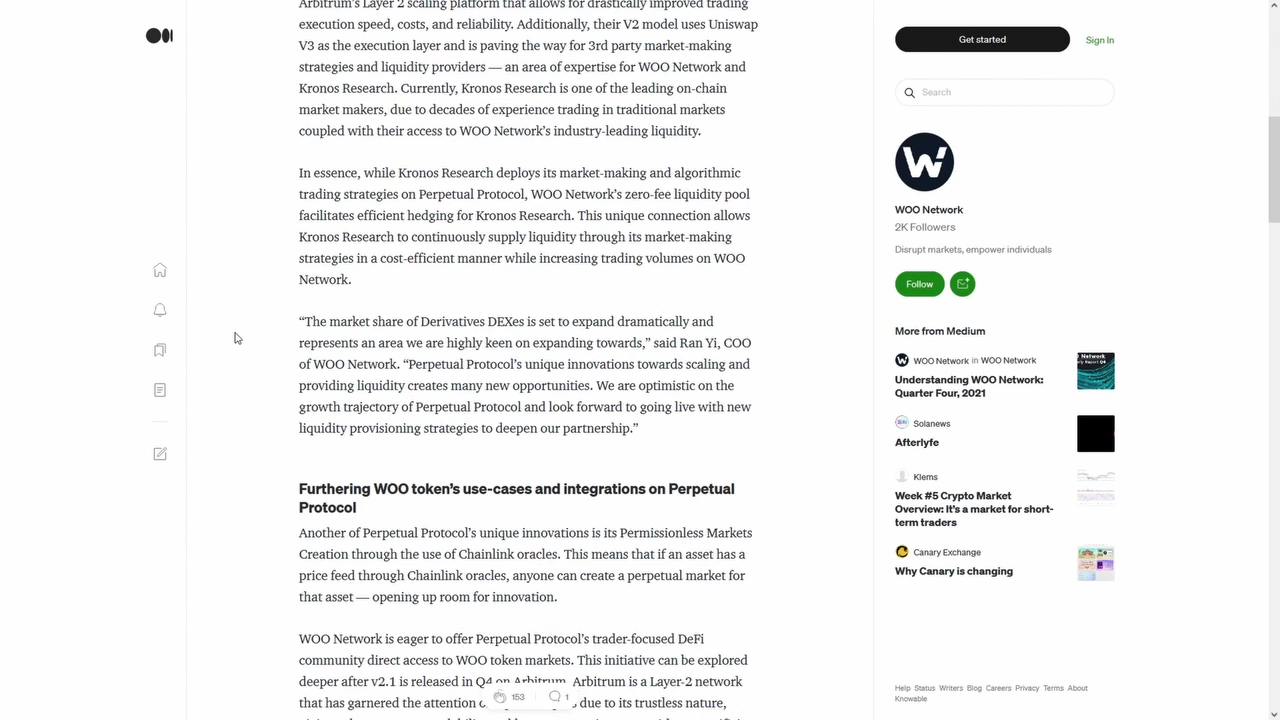 Arbitrum's Layer 2 scaling platform that allows for drastically improved trading
execution speed, costs, and reliability. Additionally, their V2 model uses Uniswap
V3 as the execution layer and is paving the way for 3rd party market-making
strategies and liquidity providers — an area of expertise for WOO Network and
Kronos Research. Currently, Kronos Research is one of the leading on-chain
market makers, due to decades of experience trading in traditional markets
coupled with their access to WOO Network's industry-leading liquidity.
In essence, while Kronos Research deploys its market-making and algorithmic
trading strategies on Perpetual Protocol, WOO Network's zero-fee liquidity pool
facilitates efficient hedging for Kronos Research. This unique connection allows
Kronos Research to continuously supply liquidity through its market-making
strategies in a cost-efficient manner while increasing trading volumes on WOO
Network.
“The market share of Derivatives DEXes is set to expand dramatically and
represents an area we are highly keen on expanding towards,” said Ran Yi, COO
of WOO Network. “Perpetual Protocol's unique innovations towards scaling and
providing liquidity creates many new opportunities. We are optimistic on the
growth trajectory of Perpetual Protocol and look forward to going live with new
liquidity provisioning strategies to deepen our partnership.”
Furthering WOO token's use-cases and integrations on Perpetual
Protocol
Another of Perpetual Protocol's unique innovations is its Permissionless Markets
Creation through the use of Chainlink oracles. This means that if an asset has a
price feed through Chainlink oracles, anyone can create a perpetual market for
that asset — opening up room for innovation.
WOO Network is eager to offer Perpetual Protocol's trader-focused DeFi
community direct access to WOO token markets. This initiative can be explored
deeper after v2.1 is released in Q4 on Arbitrum. Arbitrum is a Layer-2 network
that has garnered the attention due to its trustless nature,
153 1
Get started
Sign In
Search
WOO Network
2K Followers
Disrupt markets, empower individuals
Follow
More from Medium
WOO Network in WOO Network
Understanding WOO Network:
Quarter Four, 2021
Solanews
Afterlyfe
Klems
Week #5 Crypto Market
Overview: It's a market for short-
term traders
Canary Exchange
Why Canary is changing
Help Status Writers Blog Careers Privacy Terms About
Knowable